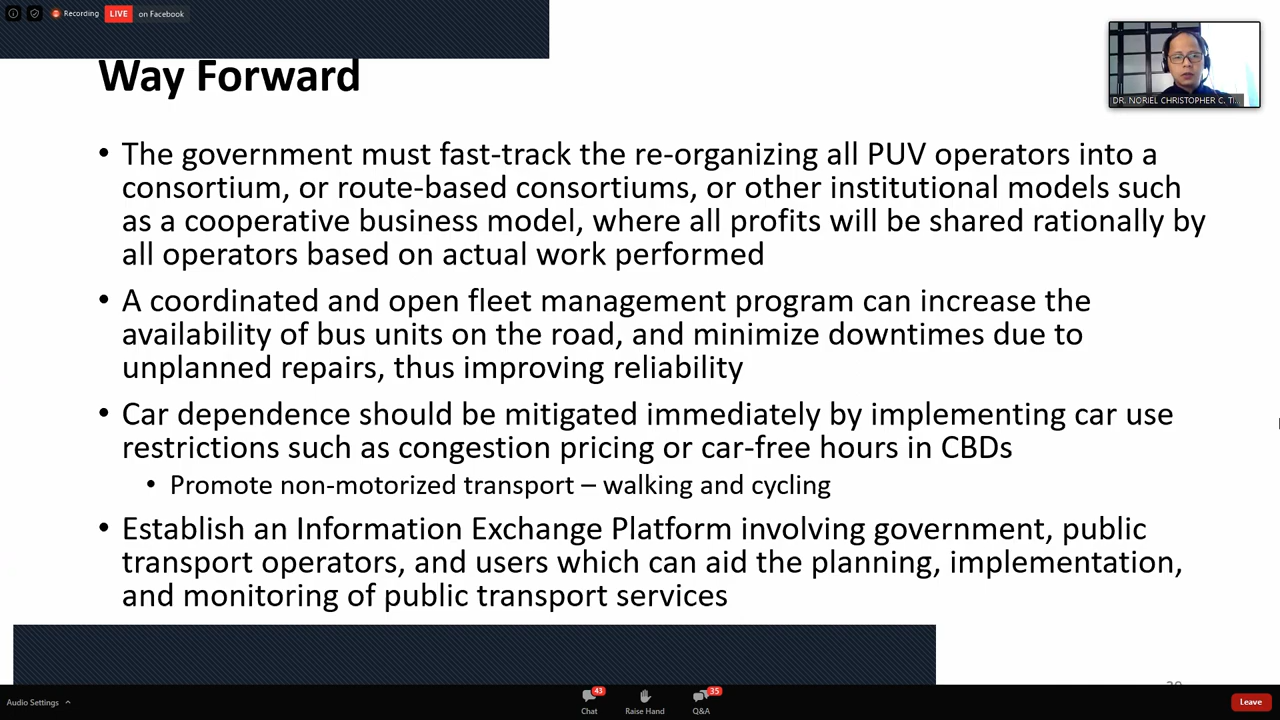 Recording
LIVE
on Facebook
Way Forward
DR. NORIEL CHRISTOPHER C. TI...
• The government must fast-track the re-organizing all PUV operators into a
consortium, or route-based consortiums, or other institutional models such
as a cooperative business model, where all profits will be shared rationally by
all operators based on actual work performed
• A coordinated and open fleet management program can increase the
availability of bus units on the road, and minimize downtimes due to
unplanned repairs, thus improving reliability
• Car dependence should be mitigated immediately by implementing car use
restrictions such as congestion pricing or car-free hours in CBDs
• Promote non-motorized transport – walking and cycling
• Establish an Information Exchange Platform involving government, public
transport operators, and users which can aid the planning, implementation,
and monitoring of public transport services
Audio Settings
43
Chat
Raise Hand
35
Q&A
Leave